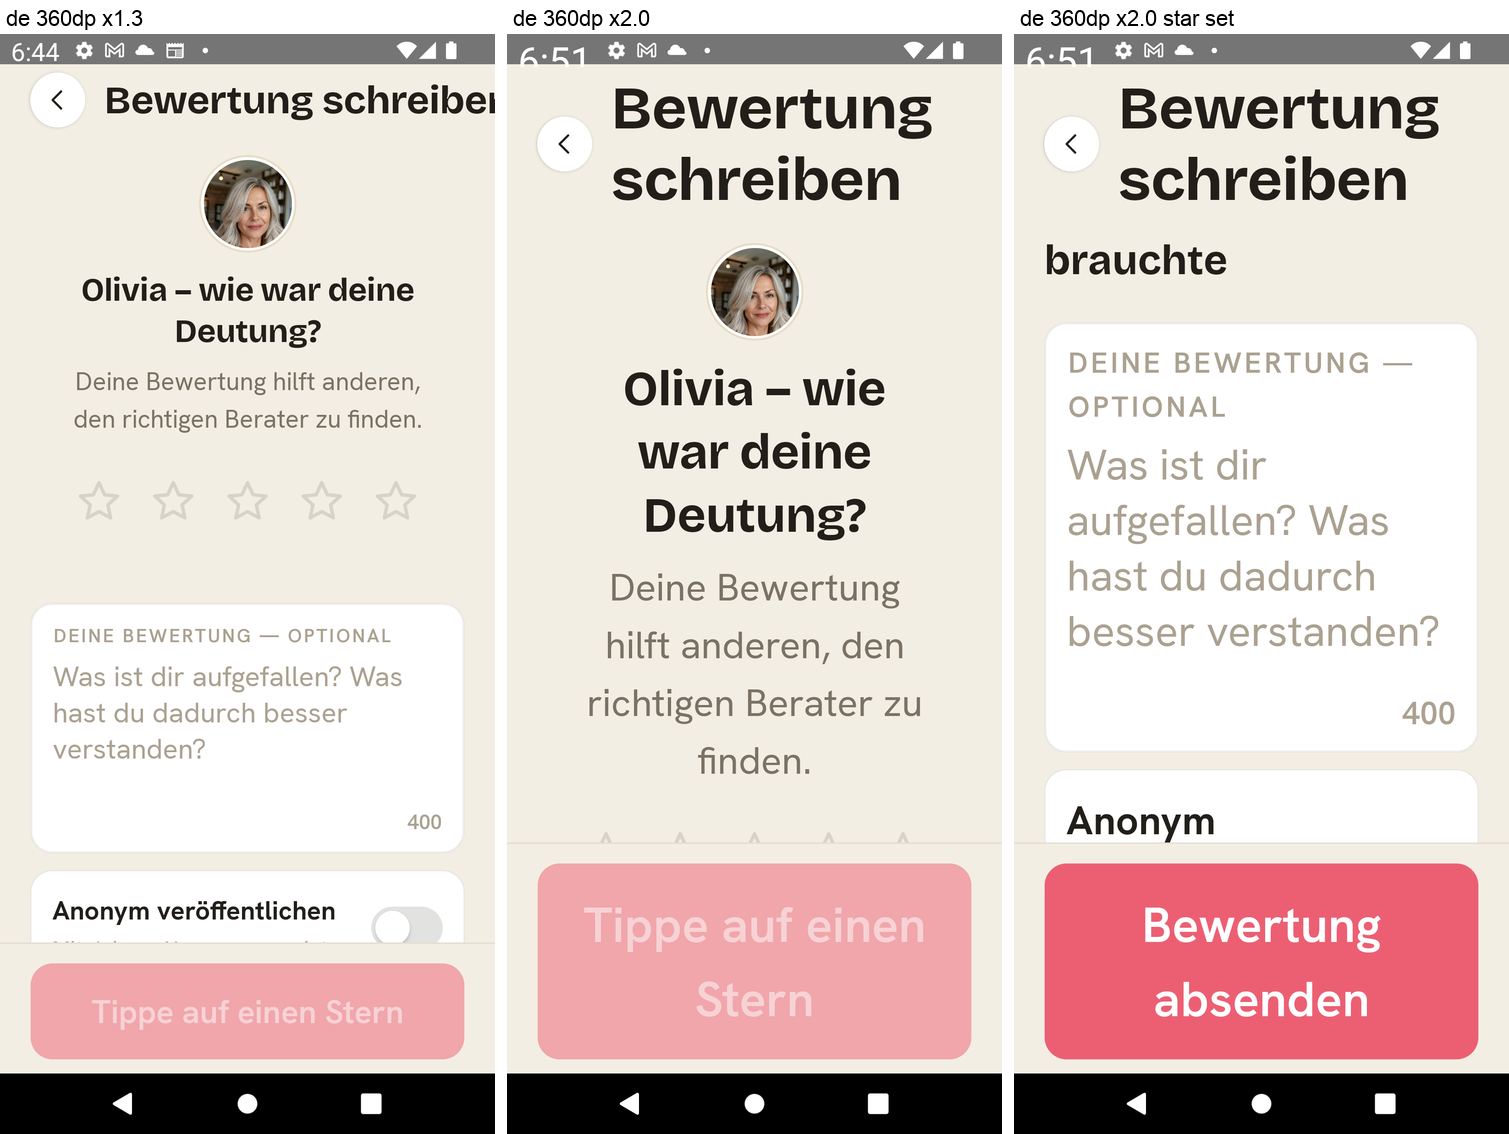 de 360dp x1.3
6:44
Bewertung schreiben
Olivia – wie war deine
Deutung?
Deine Bewertung hilft anderen,
den richtigen Berater zu finden.
DEINE BEWERTUNG — OPTIONAL
Was ist dir aufgefallen? Was
hast du dadurch besser
verstanden?
400
Anonym veröffentlichen
Tippe auf einen Stern
de 360dp x2.0
6:51
Bewertung
schreiben
Olivia – wie
war deine
Deutung?
Deine Bewertung
hilft anderen, den
richtigen Berater zu
finden.
Tippe auf einen
Stern
de 360dp x2.0 star set
6:51
Bewertung
schreiben
brauchte
DEINE BEWERTUNG —
OPTIONAL
Was ist dir
aufgefallen? Was
hast du dadurch
besser verstanden?
400
Anonym
Bewertung
absenden